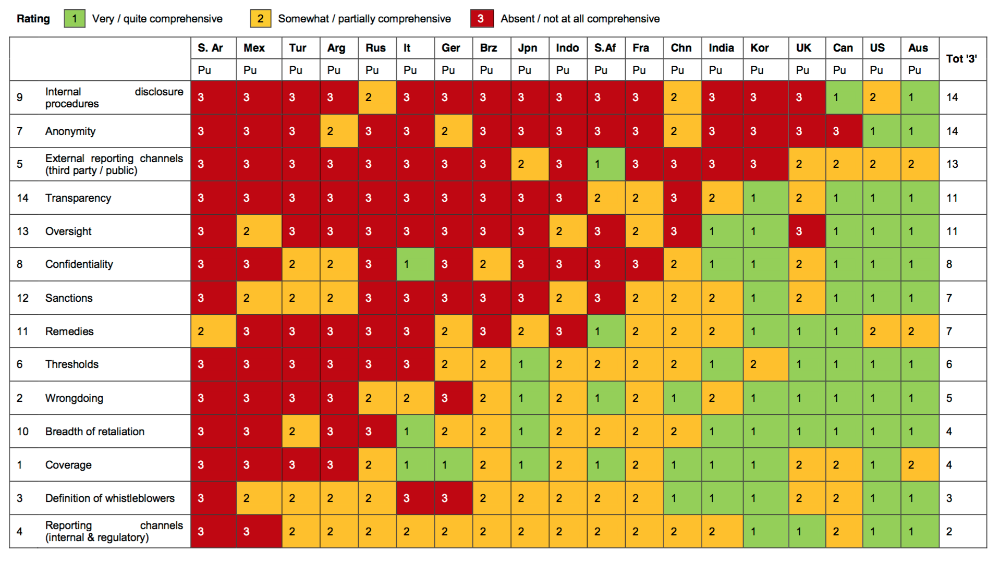 Rating 1 Very / quite comprehensive 2 Somewhat / partially comprehensive 3 Absent / not at all comprehensive
S. Ar Mex Tur Arg Rus It Ger Brz Jpn Indo S.Af Fra Chn India Kor UK Can US Aus Tot '3'
Pu Pu Pu Pu Pu Pu Pu Pu Pu Pu Pu Pu Pu Pu Pu Pu Pu Pu Pu
9 Internal disclosure procedures 3 3 3 3 2 3 3 3 3 3 3 3 2 3 3 3 1 2 1 14
7 Anonymity 3 3 3 2 3 3 2 3 3 3 3 3 2 3 3 3 3 1 1 14
5 External reporting channels (third party / public) 3 3 3 3 3 3 3 3 2 3 1 3 3 3 3 2 2 2 2 13
14 Transparency 3 3 3 3 3 3 3 3 3 3 2 2 3 2 1 2 1 1 1 11
13 Oversight 3 2 3 3 3 3 3 3 3 2 3 2 3 1 1 3 1 1 1 11
8 Confidentiality 3 3 2 2 3 1 3 2 3 3 3 3 2 1 1 2 1 1 1 8
12 Sanctions 3 2 2 2 3 3 3 3 3 2 3 2 2 2 1 2 1 1 1 7
11 Remedies 2 3 3 3 3 3 2 3 2 3 1 2 2 2 1 1 1 2 2 7
6 Thresholds 3 3 3 3 3 3 2 2 1 2 2 2 2 1 2 1 1 1 1 6
2 Wrongdoing 3 3 3 3 2 2 3 2 1 2 1 2 1 2 1 1 1 1 1 5
10 Breadth of retaliation 3 3 2 3 3 1 2 2 1 2 2 2 2 1 1 1 1 1 1 4
1 Coverage 3 3 3 3 2 1 1 2 1 2 1 2 1 1 1 2 2 1 2 4
3 Definition of whistleblowers 3 2 2 2 2 3 3 2 2 2 2 2 1 1 1 2 2 1 1 3
4 Reporting channels (internal & regulatory) 3 3 2 2 2 2 2 2 2 2 2 2 2 2 1 1 2 1 1 2